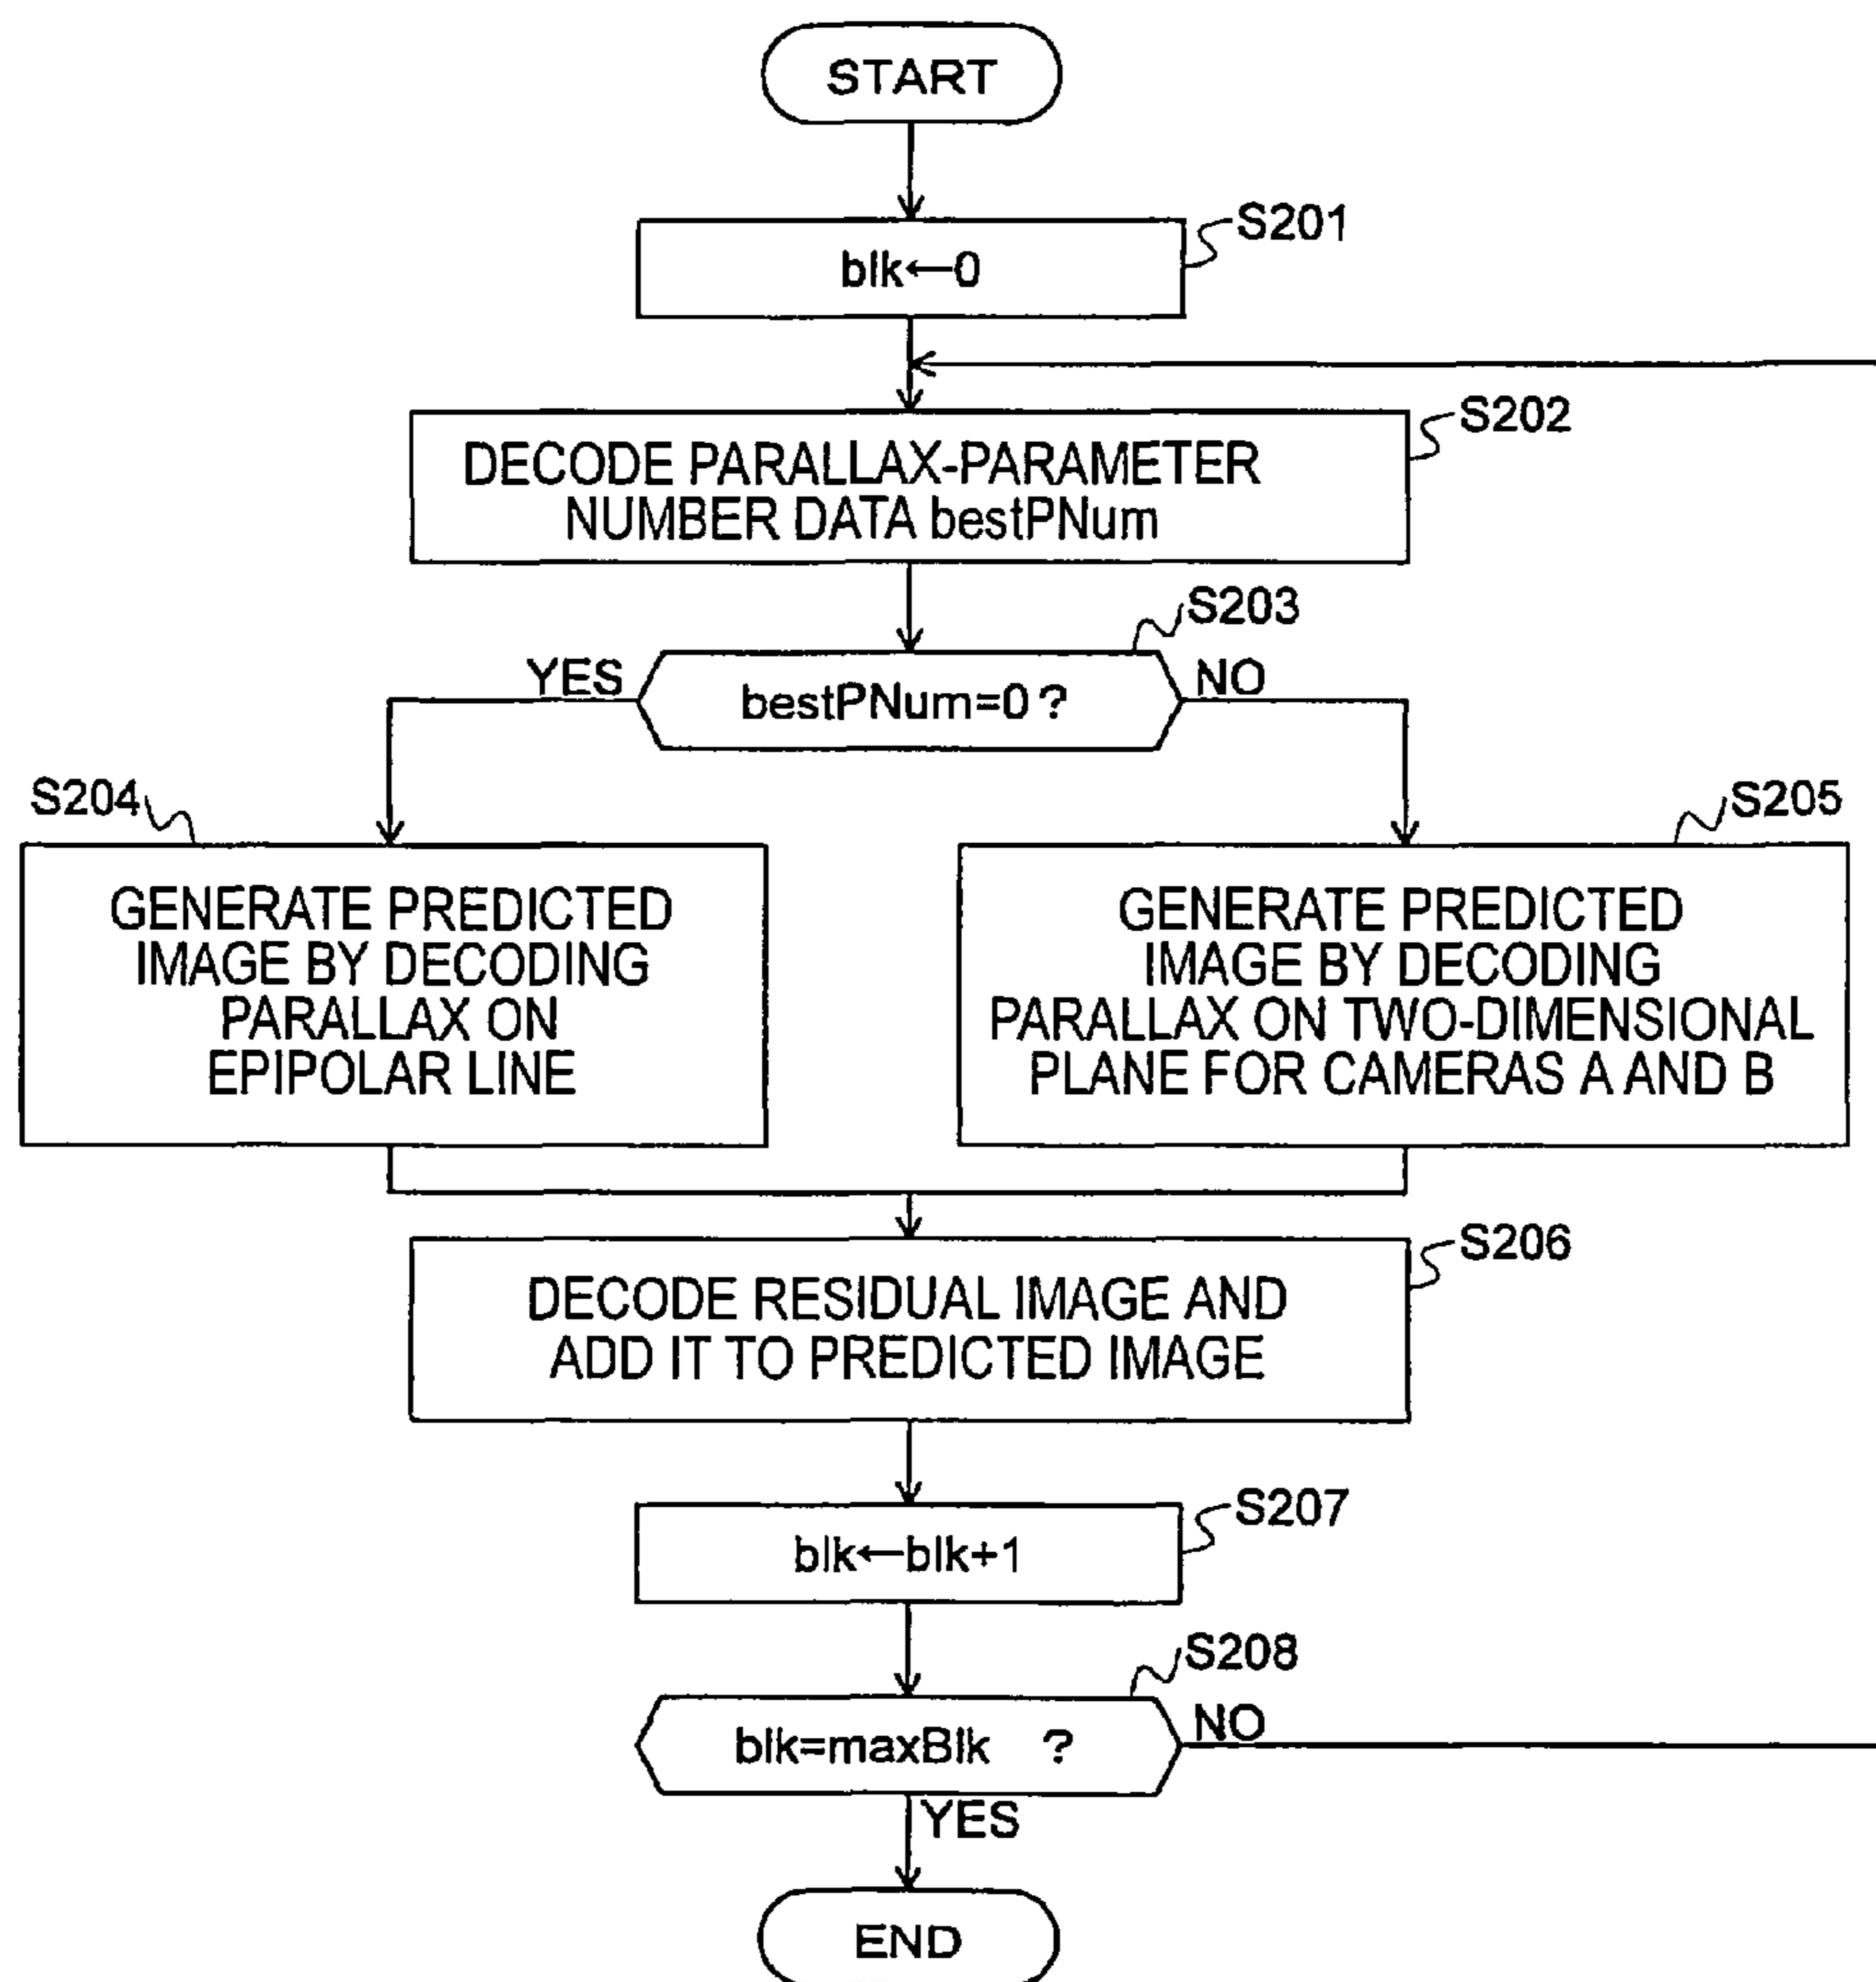 START
S201
blk←0
S202
DECODE PARALLAX-PARAMETER
NUMBER DATA bestPNum
S203
YES
bestPNum=0 ?
NO
S204
GENERATE PREDICTED
IMAGE BY DECODING
PARALLAX ON
EPIPOLAR LINE
S205
GENERATE PREDICTED
IMAGE BY DECODING
PARALLAX ON TWO-DIMENSIONAL
PLANE FOR CAMERAS A AND B
S206
DECODE RESIDUAL IMAGE AND
ADD IT TO PREDICTED IMAGE
S207
blk←blk+1
S208
blk=maxBlk ?
NO
YES
END